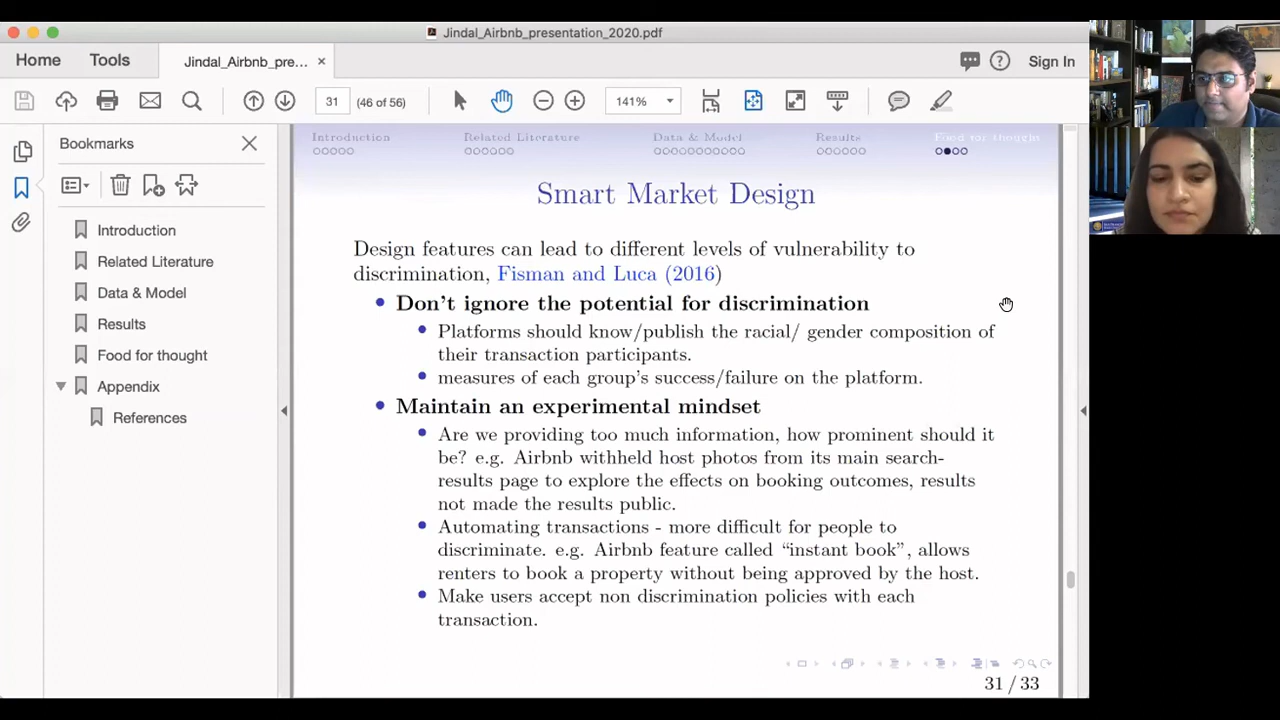 Jindal_Airbnb_presentation_2020.pdf
Home
Tools
Jindal_Airbnb_pre...
×
Sign In
31
(46 of 56)
141%
Bookmarks
Introduction
Related Literature
Data & Model
Results
Food for thought
Appendix
References
Introduction
Related Literature
Data & Model
Results
Food for thought
Smart Market Design
Design features can lead to different levels of vulnerability to
discrimination, Fisman and Luca (2016)
Don't ignore the potential for discrimination
Platforms should know/publish the racial/ gender composition of
their transaction participants.
measures of each group's success/failure on the platform.
Maintain an experimental mindset
Are we providing too much information, how prominent should it
be? e.g. Airbnb withheld host photos from its main search-
results page to explore the effects on booking outcomes, results
not made the results public.
Automating transactions - more difficult for people to
discriminate. e.g. Airbnb feature called “instant book”, allows
renters to book a property without being approved by the host.
Make users accept non discrimination policies with each
transaction.
31 / 33